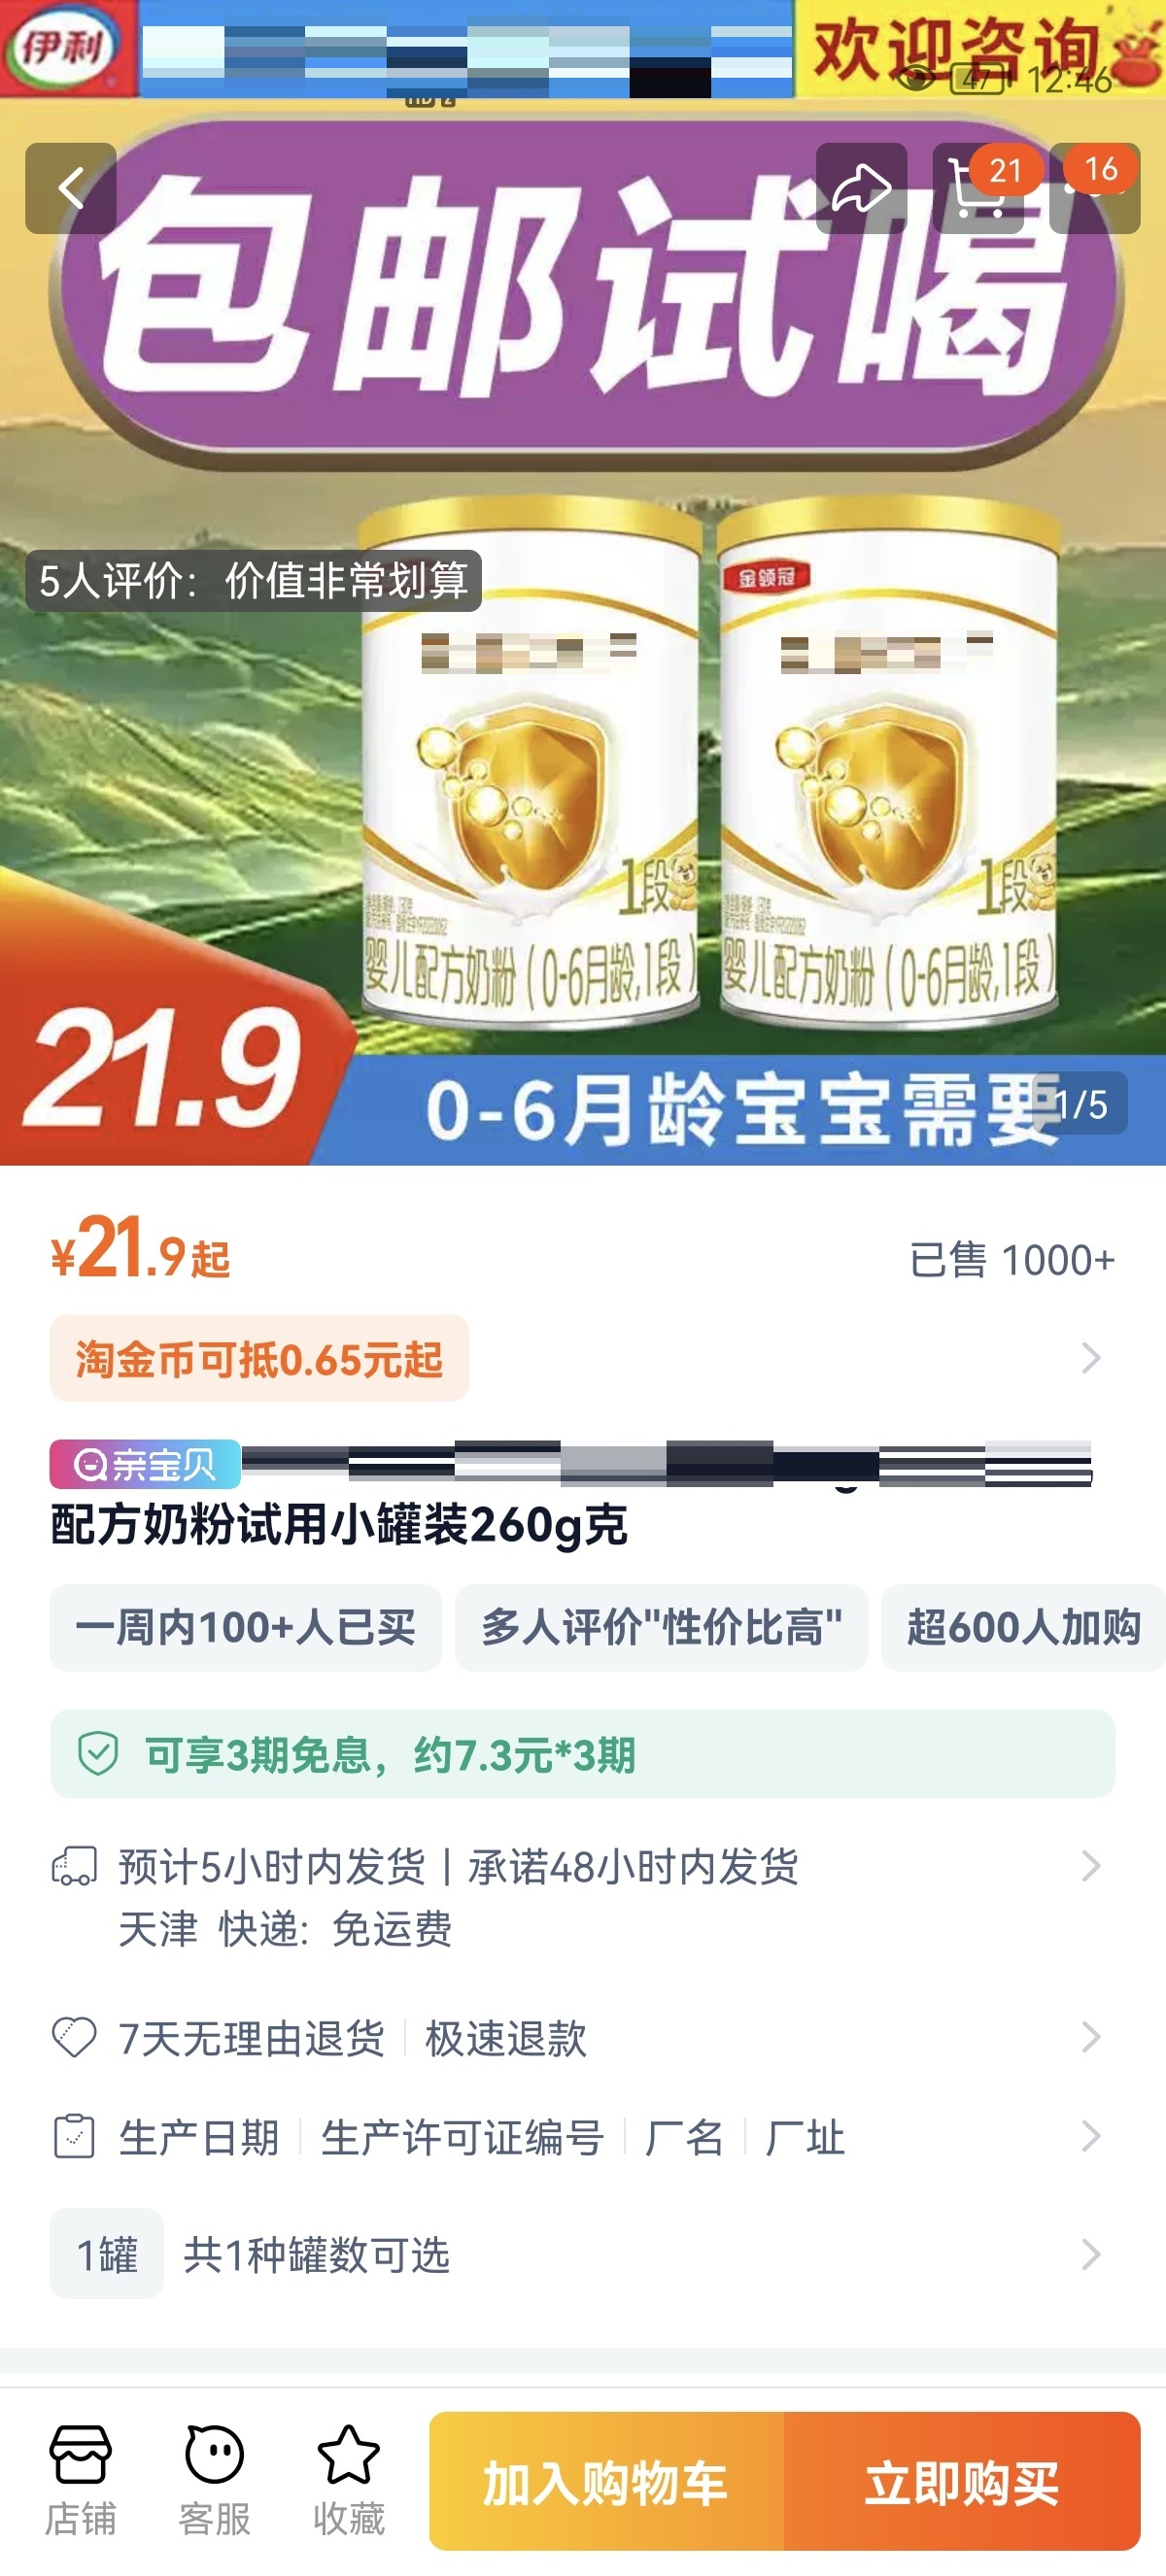 伊利
欢迎咨询
47 12:46
HD 2
包邮试喝
21
16
5人评价：价值非常划算
金领冠
1段
1段
婴儿配方奶粉（0-6月龄,1段）
婴儿配方奶粉（0-6月龄,1段）
21.9
0-6月龄宝宝需要
1/5
¥21.9起
已售 1000+
淘金币可抵0.65元起
亲宝贝
配方奶粉试用小罐装260g克
一周内100+人已买
多人评价"性价比高"
超600人加购
可享3期免息，约7.3元*3期
预计5小时内发货 | 承诺48小时内发货
天津 快递：免运费
7天无理由退货 极速退款
生产日期 生产许可证编号 厂名 厂址
1罐 共1种罐数可选
店铺 客服 收藏
加入购物车 立即购买